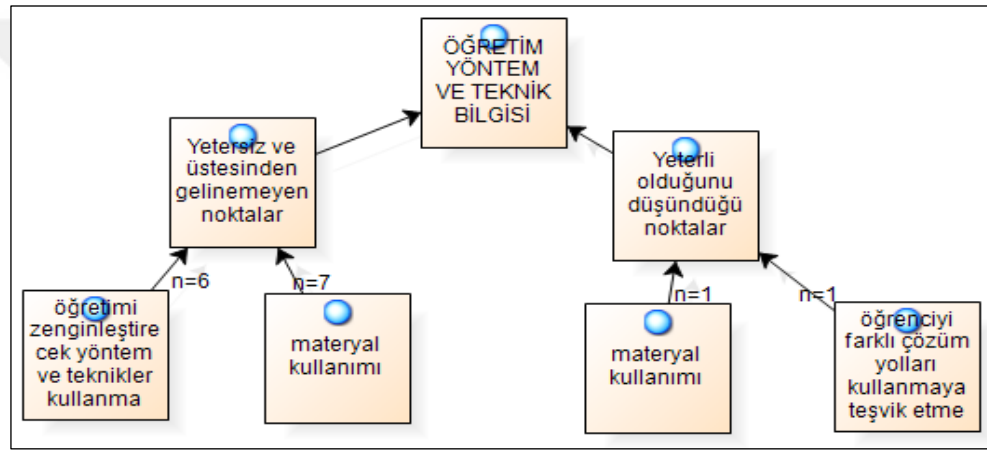 ÖĞRETİM
YÖNTEM
VE TEKNİK
BİLGİSİ
Yetersiz ve
üstesinden
gelinemeyen
noktalar
Yeterli
olduğunu
düşündüğü
noktalar
n=6
n=7
n=1
n=1
öğretimi
zenginleştire
cek yöntem
ve teknikler
kullanma
materyal
kullanımı
materyal
kullanımı
öğrenciyi
farklı çözüm
yolları
kullanmaya
teşvik etme